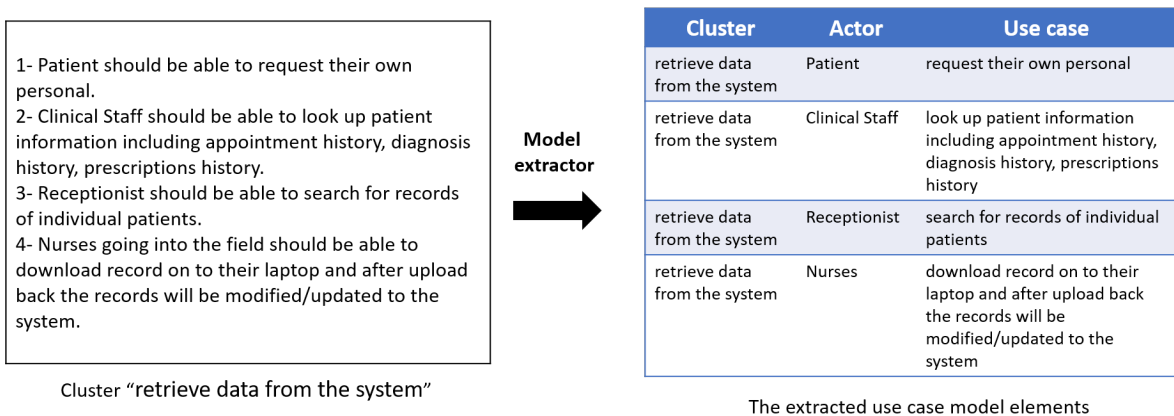 1- Patient should be able to request their own
personal.
2- Clinical Staff should be able to look up patient
information including appointment history, diagnosis
history, prescriptions history.
3- Receptionist should be able to search for records
of individual patients.
4- Nurses going into the field should be able to
download record on to their laptop and after upload
back the records will be modified/updated to the
system.
Cluster “retrieve data from the system”
Model
extractor
Cluster Actor Use case
retrieve data Patient request their own personal
from the system
retrieve data Clinical Staff look up patient information
from the system including appointment history,
diagnosis history, prescriptions
history
retrieve data Receptionist search for records of individual
from the system patients
retrieve data Nurses download record on to their
from the system laptop and after upload back
the records will be
modified/updated to the
system
The extracted use case model elements